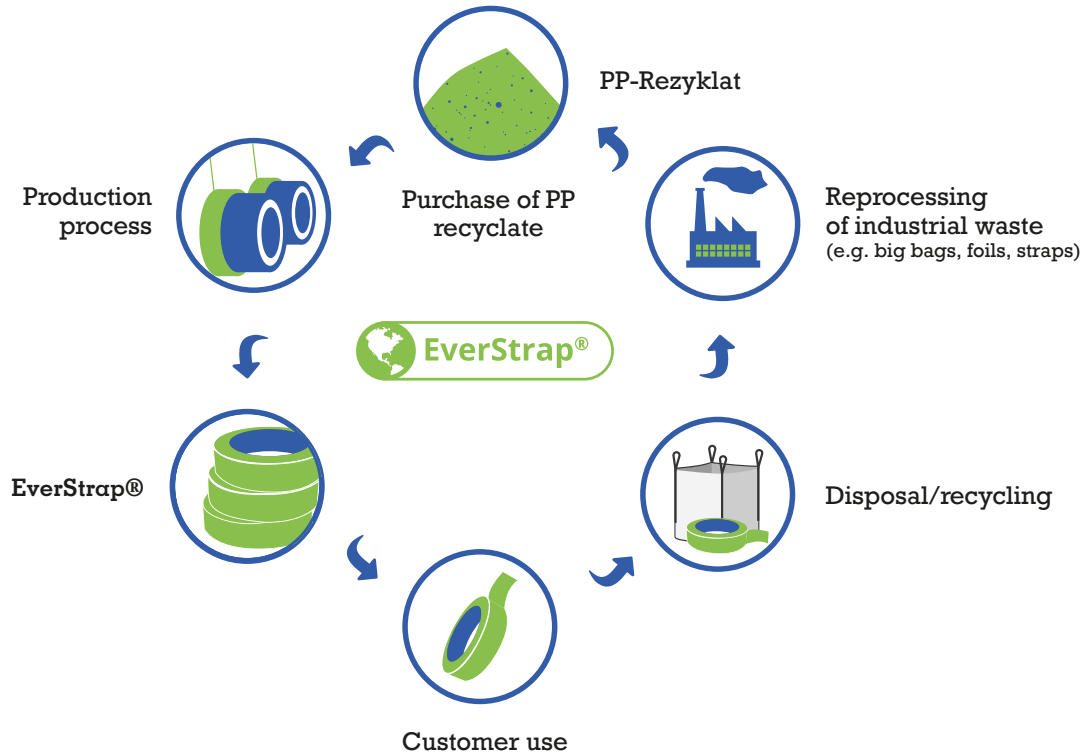 PP-Rezyklat
Purchase of PP
recyclate
Production
process
Reprocessing
of industrial waste
(e.g. big bags, foils, straps)
EverStrap®
EverStrap®
Disposal/recycling
Customer use